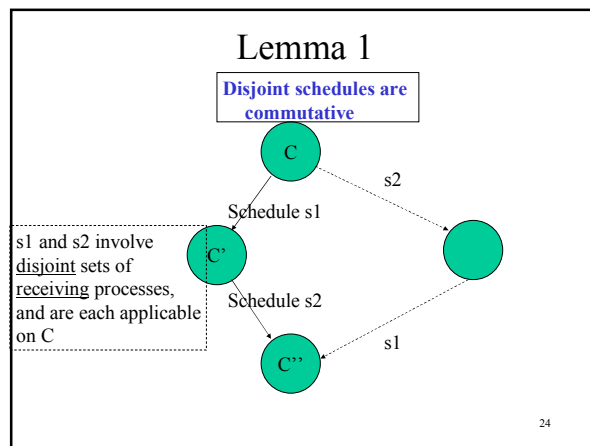 Lemma 1
Disjoint schedules are
commutative
C
s2
Schedule s1
C’
s1 and s2 involve
disjoint sets of
receiving processes,
and are each applicable
on C
Schedule s2
s1
C’’
24